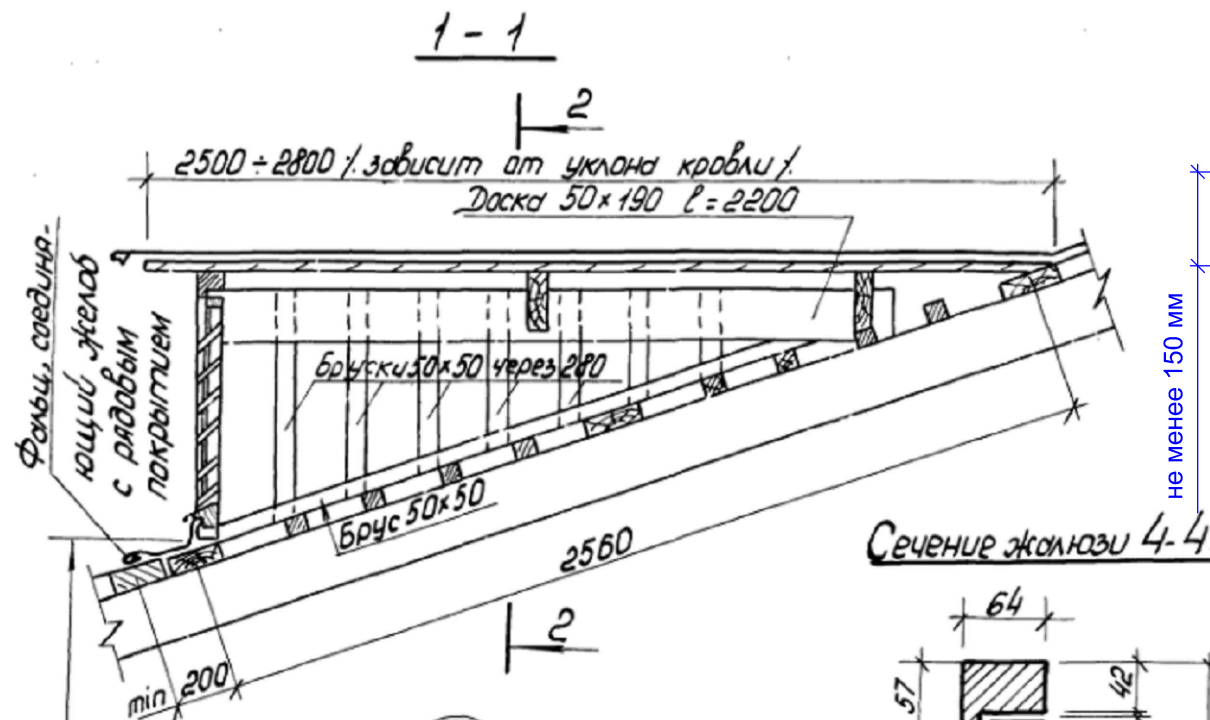 1 - 1
2
2500 ÷ 2800 /. зависит от уклона кровли /.
Доска 50×190 ℓ = 2200
Фальц, соединя-
ющий желоб
с рядовым
покрытием
Бруски 50×50 через 280
Брус 50×50
2560
2
min 200
не менее 150 мм
Сечение жалюзи 4-4
64
57
42